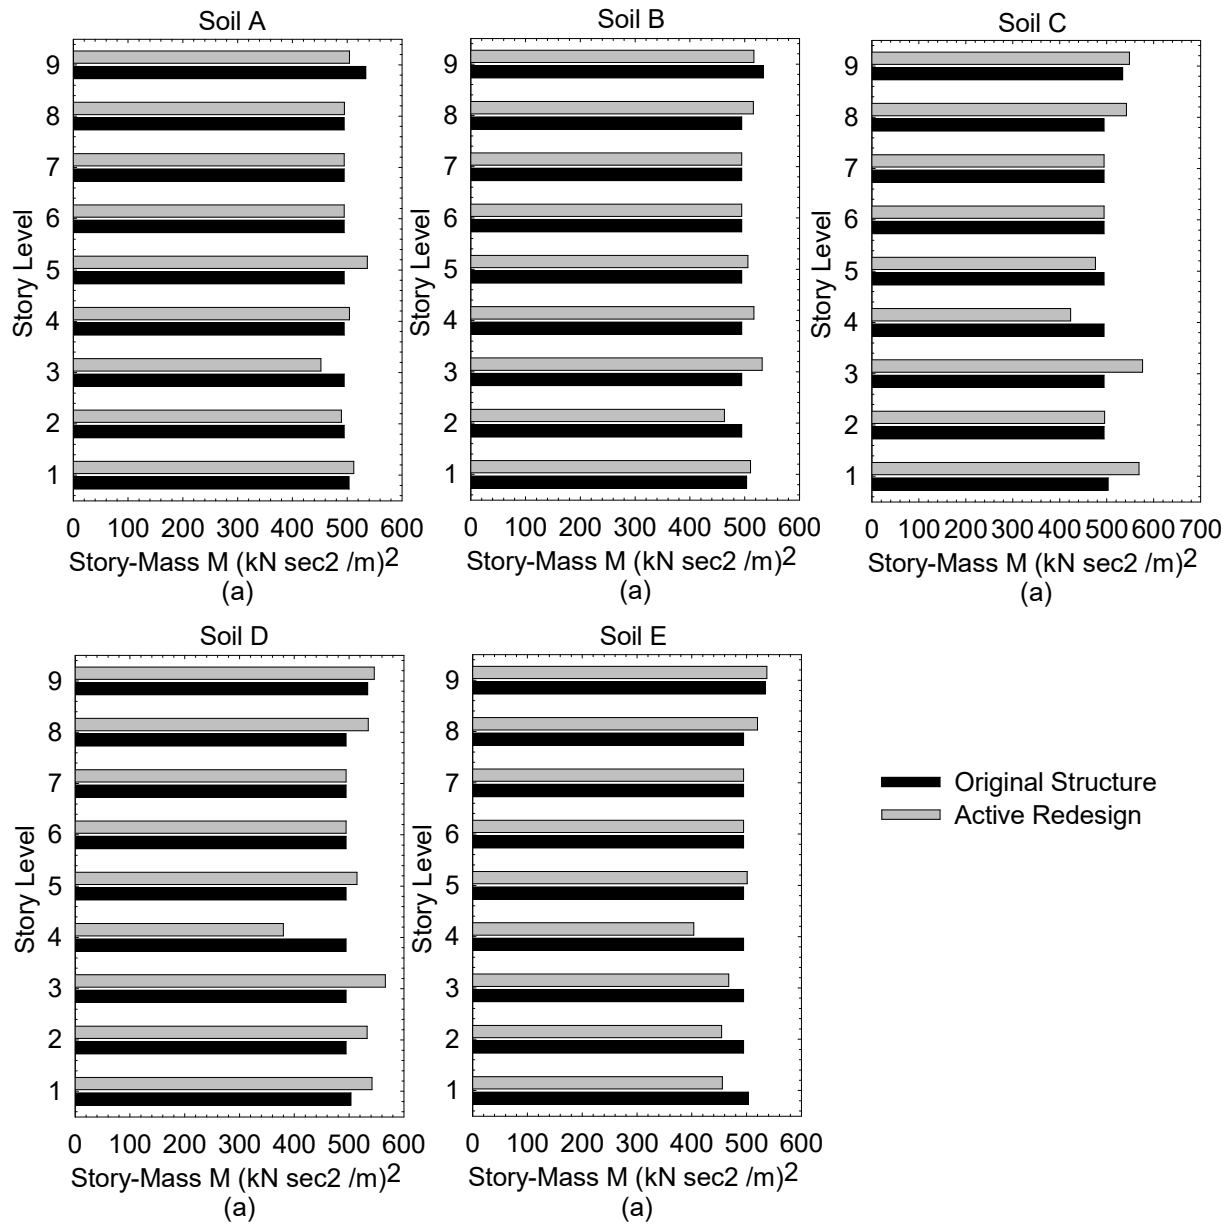 Soil A
Story Level
9
8
7
6
5
4
3
2
1
0 100 200 300 400 500 600
Story-Mass M (kN sec2 /m)2
(a)
Soil B
Story Level
9
8
7
6
5
4
3
2
1
0 100 200 300 400 500 600
Story-Mass M (kN sec2 /m)2
(a)
Soil C
9
8
7
6
5
4
3
2
1
0 100 200 300 400 500 600 700
Story-Mass M (kN sec2 /m)2
(a)
Soil D
Story Level
9
8
7
6
5
4
3
2
1
0 100 200 300 400 500 600
Story-Mass M (kN sec2 /m)2
(a)
Soil E
Story Level
9
8
7
6
5
4
3
2
1
0 100 200 300 400 500 600
Story-Mass M (kN sec2 /m)2
(a)
Original Structure
Active Redesign